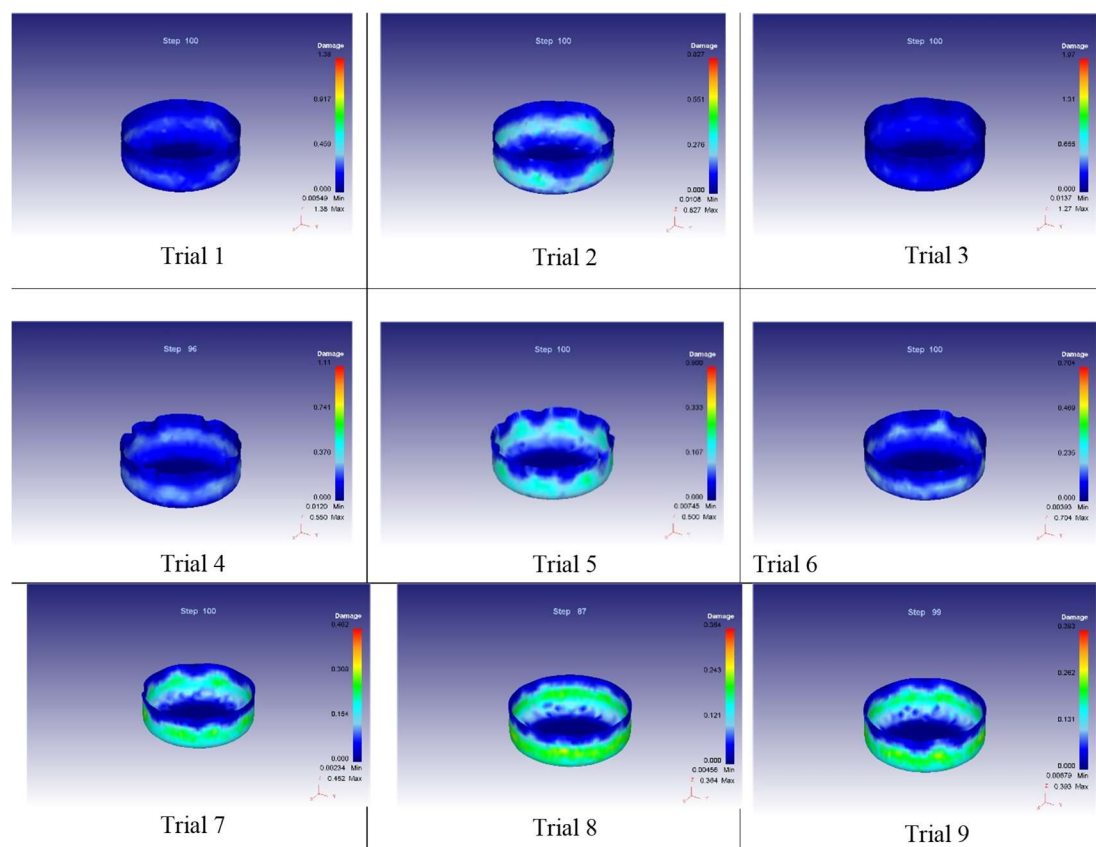 Step 100
Damage
1.38
0.917
0.459
0.000
0.00549 Min
1.38 Max
Trial 1
Step 100
Damage
0.827
0.551
0.276
0.000
0.0108 Min
0.827 Max
Trial 2
Step 100
Damage
1.97
1.31
0.655
0.000
0.0137 Min
1.27 Max
Trial 3
Step 96
Damage
1.11
0.741
0.370
0.000
0.0120 Min
0.550 Max
Trial 4
Step 100
Damage
0.500
0.333
0.167
0.000
0.00745 Min
0.500 Max
Trial 5
Step 100
Damage
0.704
0.469
0.235
0.000
0.00393 Min
0.704 Max
Trial 6
Step 100
Damage
0.462
0.308
0.154
0.000
0.00234 Min
0.462 Max
Trial 7
Step 87
Damage
0.364
0.243
0.121
0.000
0.00456 Min
0.364 Max
Trial 8
Step 99
Damage
0.393
0.262
0.131
0.000
0.00679 Min
0.393 Max
Trial 9